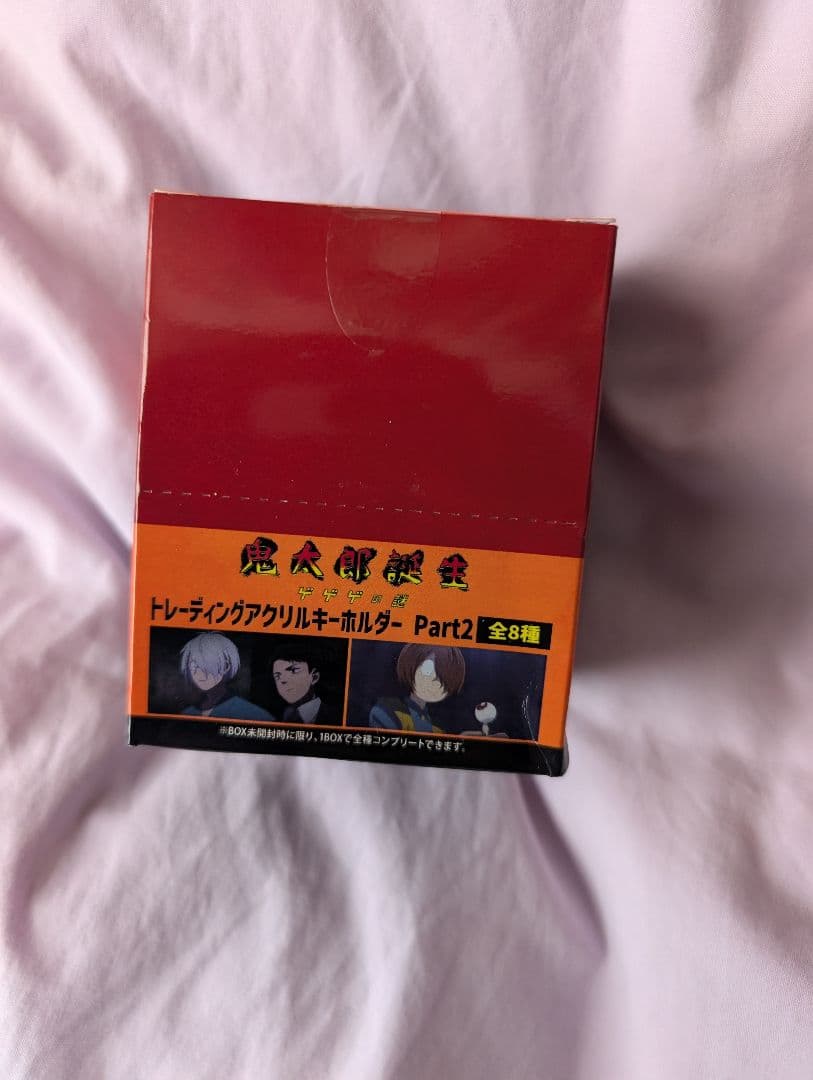 鬼太郎誕生
ゲゲゲの謎
トレーディングアクリルキーホルダー Part2 全8種
※BOX未開封時に限り、1BOXで全種コンプリートできます。